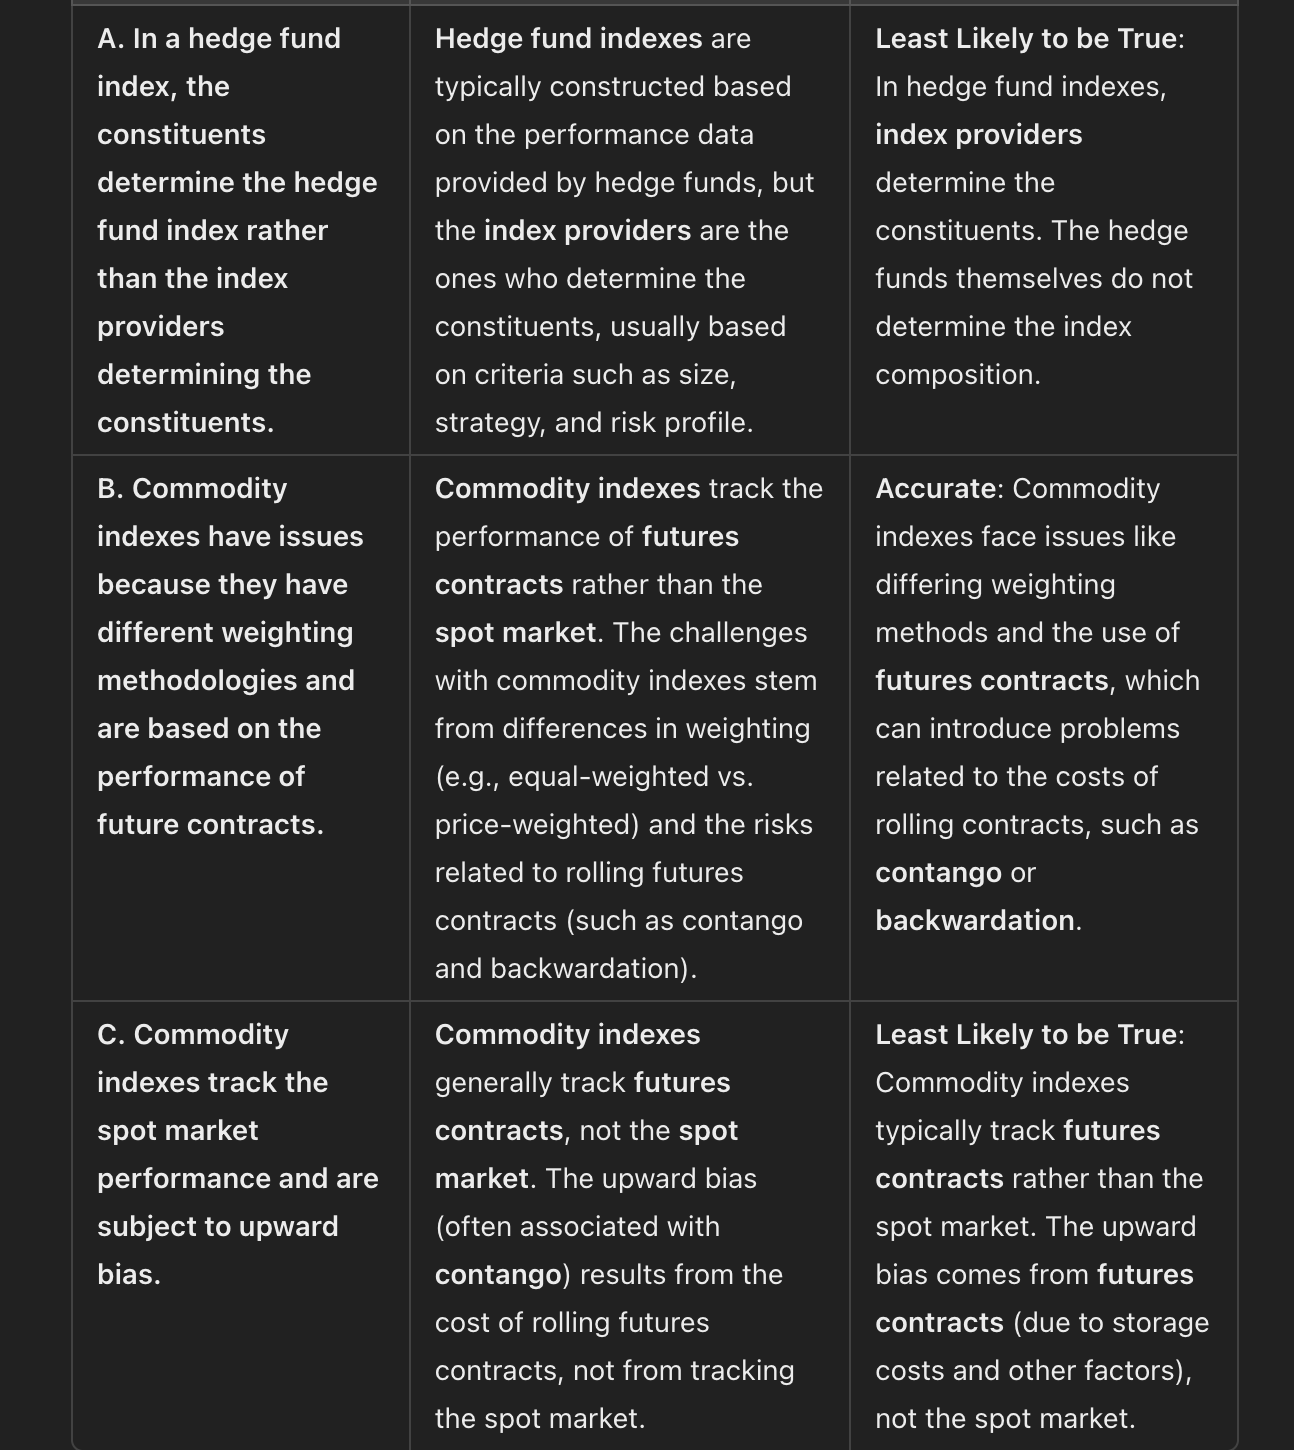 A. In a hedge fund
index, the
constituents
determine the hedge
fund index rather
than the index
providers
determining the
constituents.
Hedge fund indexes are
typically constructed based
on the performance data
provided by hedge funds, but
the index providers are the
ones who determine the
constituents, usually based
on criteria such as size,
strategy, and risk profile.
Least Likely to be True:
In hedge fund indexes,
index providers
determine the
constituents. The hedge
funds themselves do not
determine the index
composition.
B. Commodity
indexes have issues
because they have
different weighting
methodologies and
are based on the
performance of
future contracts.
Commodity indexes track the
performance of futures
contracts rather than the
spot market. The challenges
with commodity indexes stem
from differences in weighting
(e.g., equal-weighted vs.
price-weighted) and the risks
related to rolling futures
contracts (such as contango
and backwardation).
Accurate: Commodity
indexes face issues like
differing weighting
methods and the use of
futures contracts, which
can introduce problems
related to the costs of
rolling contracts, such as
contango or
backwardation.
C. Commodity
indexes track the
spot market
performance and are
subject to upward
bias.
Commodity indexes
generally track futures
contracts, not the spot
market. The upward bias
(often associated with
contango) results from the
cost of rolling futures
contracts, not from tracking
the spot market.
Least Likely to be True:
Commodity indexes
typically track futures
contracts rather than the
spot market. The upward
bias comes from futures
contracts (due to storage
costs and other factors),
not the spot market.